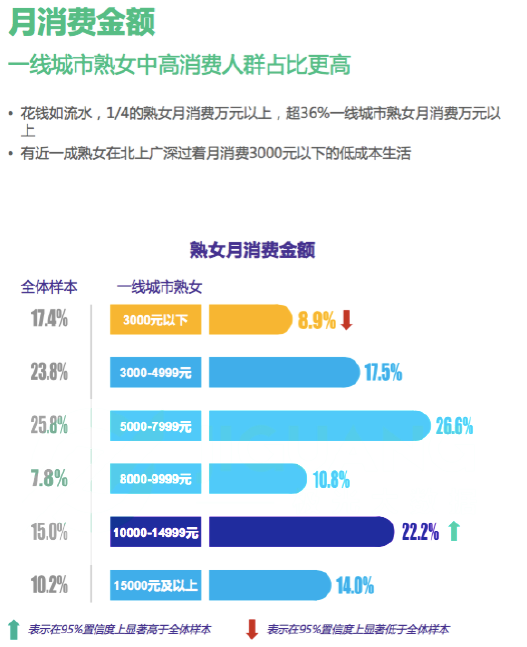 月消费金额
一线城市熟女中高消费人群占比更高
• 花钱如流水，1/4的熟女月消费万元以上，超36%一线城市熟女月消费万元以
上
• 有近一成熟女在北上广深过着月消费3000元以下的低成本生活
熟女月消费金额
全体样本 一线城市熟女
17.4% 3000元以下 8.9%
23.8% 3000-4999元 17.5%
25.8% 5000-7999元 26.6%
7.8% 8000-9999元 10.8%
15.0% 10000-14999元 22.2%
10.2% 15000元及以上 14.0%
表示在95%置信度上显著高于全体样本 表示在95%置信度上显著低于全体样本